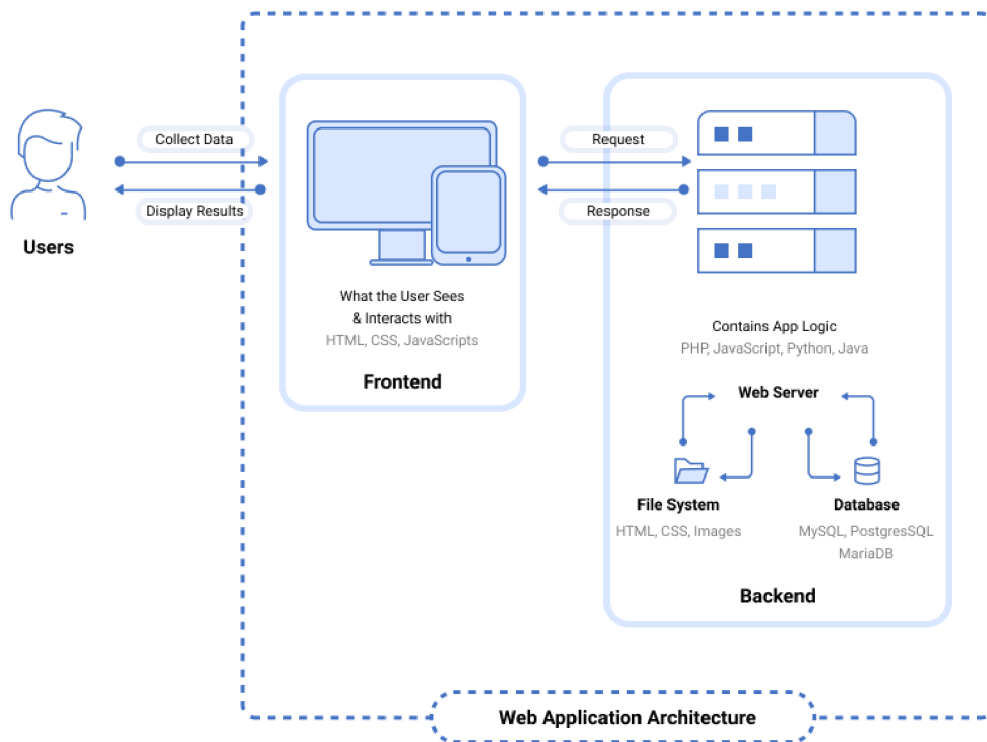 Collect Data
Display Results
Users
What the User Sees
& Interacts with
HTML, CSS, JavaScripts
Frontend
Request
Response
Contains App Logic
PHP, JavaScript, Python, Java
Web Server
File System
HTML, CSS, Images
Database
MySQL, PostgresSQL
MariaDB
Backend
Web Application Architecture